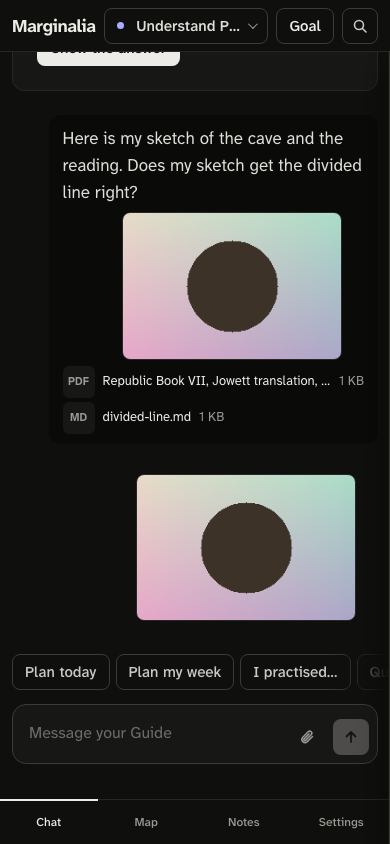 Marginalia
Understand P...
Goal
Here is my sketch of the cave and the
reading. Does my sketch get the divided
line right?
PDF
Republic Book VII, Jowett translation, ...
1 KB
MD
divided-line.md
1 KB
Plan today
Plan my week
I practised...
Message your Guide
Chat
Map
Notes
Settings